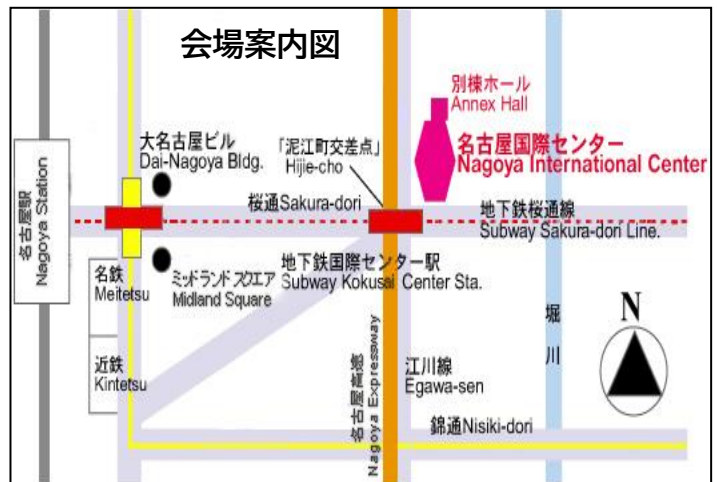 会場案内図
別棟ホール
Annex Hall
大名古屋ビル
Dai-Nagoya Bldg.
「泥江町交差点」
Hijie-cho
名古屋国際センター
Nagoya International Center
桜通Sakura-dori
地下鉄桜通線
Subway Sakura-dori Line.
名古屋駅
Nagoya Station
名鉄
Meitetsu
ミッドランドスクエア
Midland Square
地下鉄国際センター駅
Subway Kokusai Center Sta.
堀川
N
近鉄
Kintetsu
名古屋高速
Nagoya Expressway
江川線
Egawa-sen
錦通Nisiki-dori